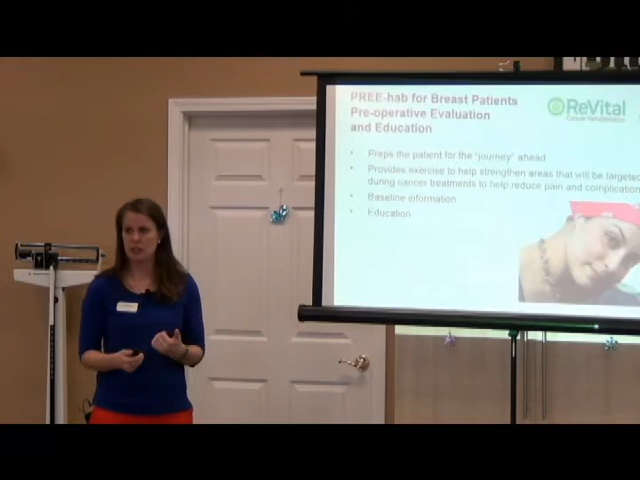 PREE-hab for Breast Patients
Pre-operative Evaluation
and Education
ReVital
Cancer Rehabilitation
• Preps the patient for the "journey" ahead
• Provides exercise to help strengthen areas that will be targeted
during cancer treatments to help reduce pain and complication
• Baseline information
• Education